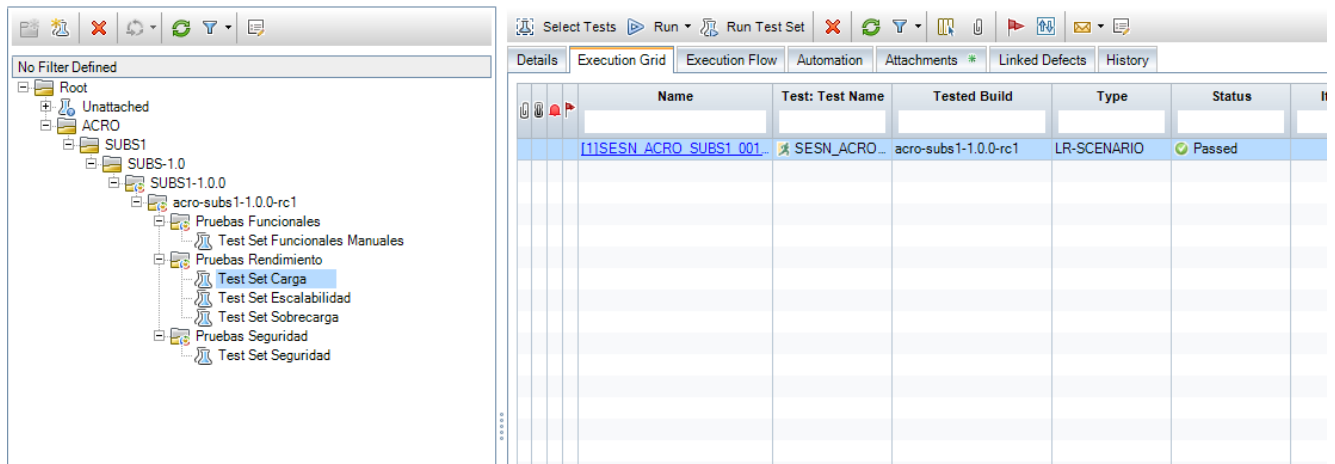 Select Tests Run Run Test Set
No Filter Defined
Root
Unattached
ACRO
SUBS1
SUBS-1.0
SUBS1-1.0.0
acro-subs1-1.0.0-rc1
Pruebas Funcionales
Test Set Funcionales Manuales
Pruebas Rendimiento
Test Set Carga
Test Set Escalabilidad
Test Set Sobrecarga
Pruebas Seguridad
Test Set Seguridad
Details Execution Grid Execution Flow Automation Attachments * Linked Defects History
Name Test: Test Name Tested Build Type Status
[1]SESN_ACRO_SUBS1_001... SESN_ACRO... acro-subs1-1.0.0-rc1 LR-SCENARIO Passed